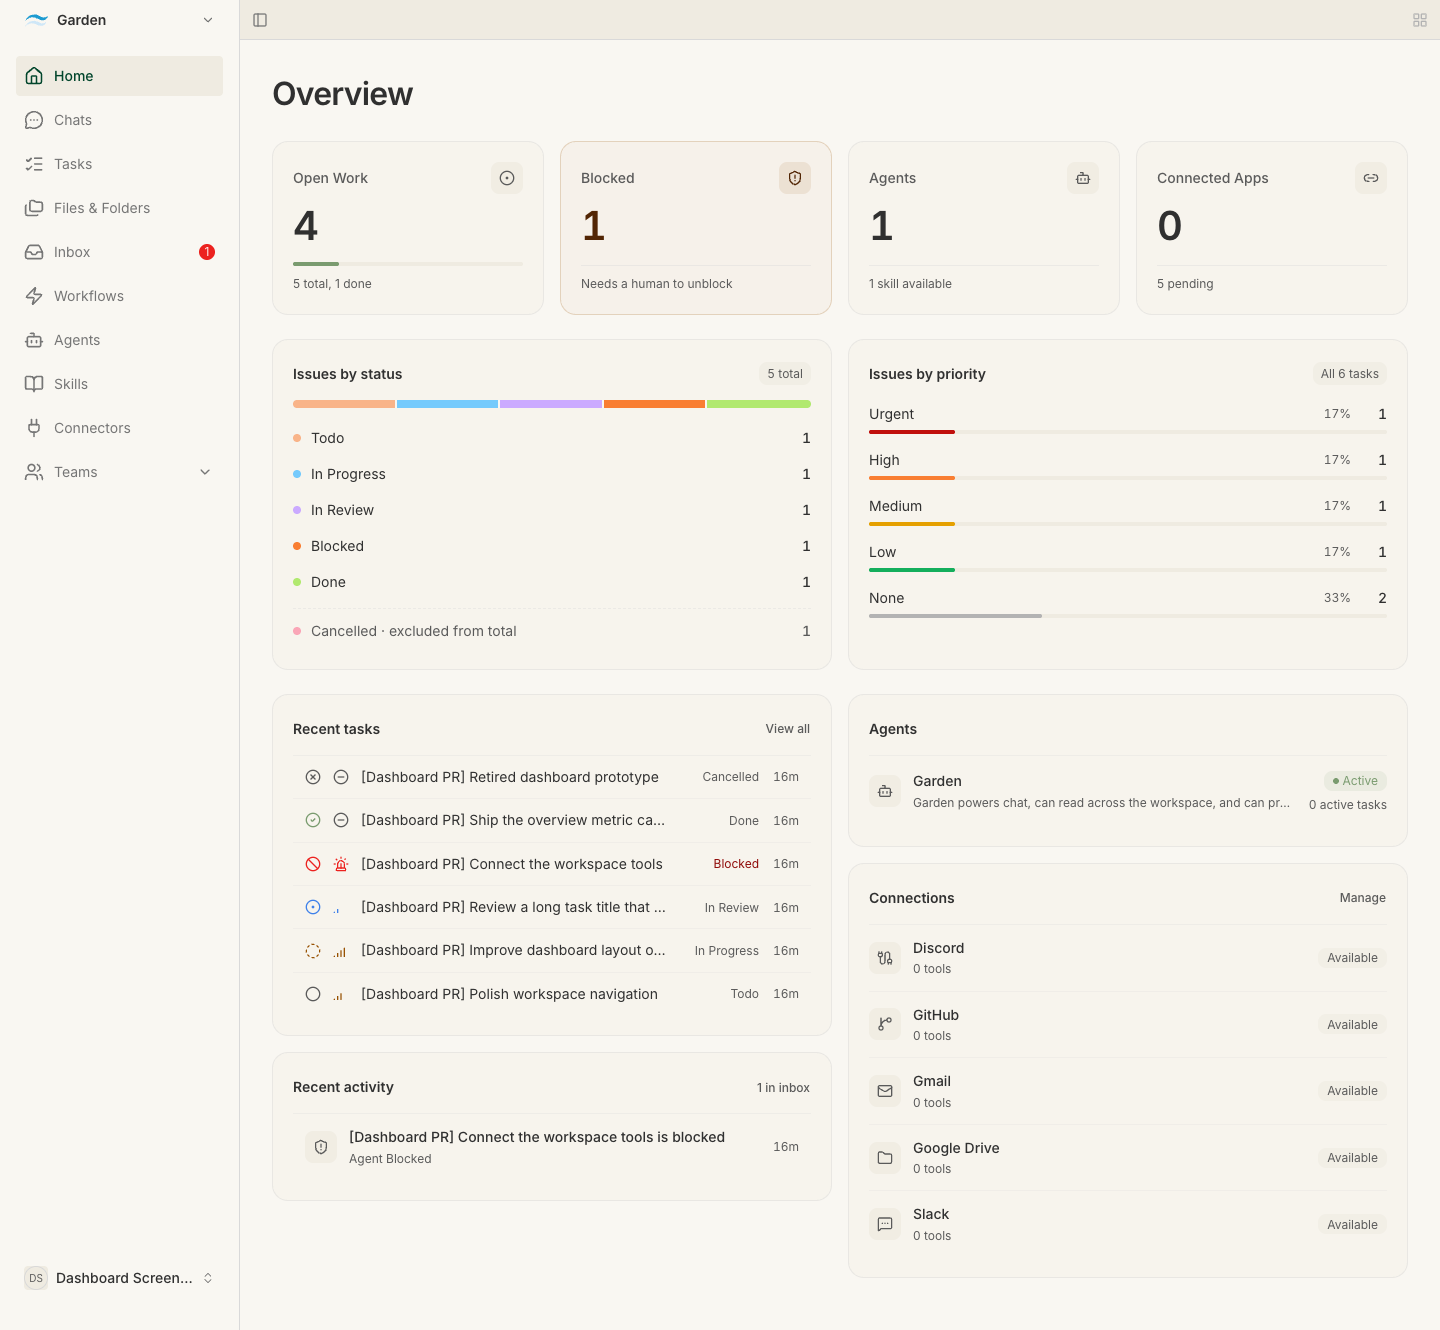 Garden
Home
Chats
Tasks
Files & Folders
Inbox
1
Workflows
Agents
Skills
Connectors
Teams
DS
Dashboard Screen...
Overview
Open Work
4
5 total, 1 done
Blocked
1
Needs a human to unblock
Agents
1
1 skill available
Connected Apps
0
5 pending
Issues by status
5 total
Todo 1
In Progress 1
In Review 1
Blocked 1
Done 1
Cancelled · excluded from total 1
Issues by priority
All 6 tasks
Urgent 17% 1
High 17% 1
Medium 17% 1
Low 17% 1
None 33% 2
Recent tasks
View all
[Dashboard PR] Retired dashboard prototype Cancelled 16m
[Dashboard PR] Ship the overview metric ca... Done 16m
[Dashboard PR] Connect the workspace tools Blocked 16m
[Dashboard PR] Review a long task title that ... In Review 16m
[Dashboard PR] Improve dashboard layout o... In Progress 16m
[Dashboard PR] Polish workspace navigation Todo 16m
Recent activity
1 in inbox
[Dashboard PR] Connect the workspace tools is blocked
Agent Blocked
16m
Agents
Garden
Active
Garden powers chat, can read across the workspace, and can pr...
0 active tasks
Connections
Manage
Discord
0 tools
Available
GitHub
0 tools
Available
Gmail
0 tools
Available
Google Drive
0 tools
Available
Slack
0 tools
Available